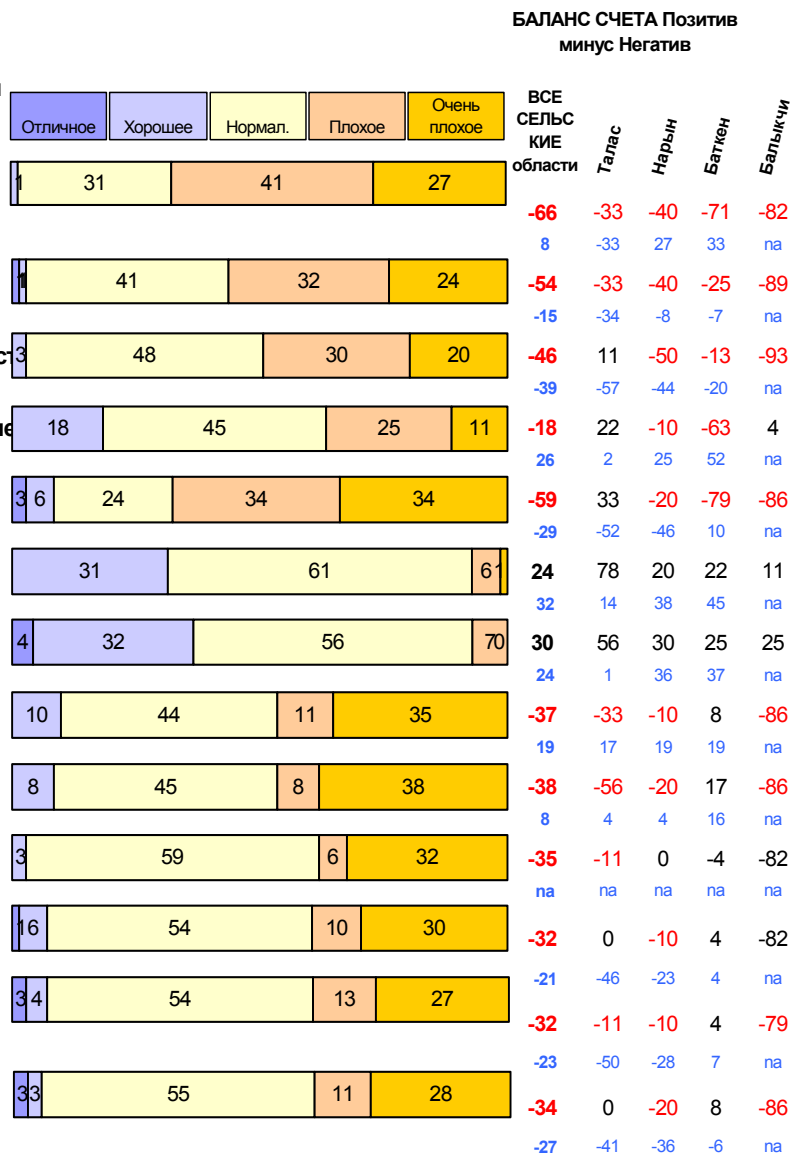 БАЛАНС СЧЕТА Позитив
минус Негатив
Отличное Хорошее Нормал. Плохое Очень плохое
ВСЕ СЕЛЬС КИЕ области Талас Нарын Баткен Балыкчи
1 31 41 27
-66 -33 -40 -71 -82
8 -33 27 33 na
1 41 32 24 -54 -33 -40 -25 -89
-15 -34 -8 -7 na
3 48 30 20 -46 11 -50 -13 -93
-39 -57 -44 -20 na
18 45 25 11 -18 22 -10 -63 4
26 2 25 52 na
3 6 24 34 34 -59 33 -20 -79 -86
-29 -52 -46 10 na
31 61 6 1 24 78 20 22 11
32 14 38 45 na
4 32 56 7 0 30 56 30 25 25
24 1 36 37 na
10 44 11 35 -37 -33 -10 8 -86
19 17 19 19 na
8 45 8 38 -38 -56 -20 17 -86
8 4 4 16 na
3 59 6 32 -35 -11 0 -4 -82
na na na na na
1 6 54 10 30 -32 0 -10 4 -82
-21 -46 -23 4 na
3 4 54 13 27 -32 -11 -10 4 -79
-23 -50 -28 7 na
3 3 55 11 28 -34 0 -20 8 -86
-27 -41 -36 -6 na